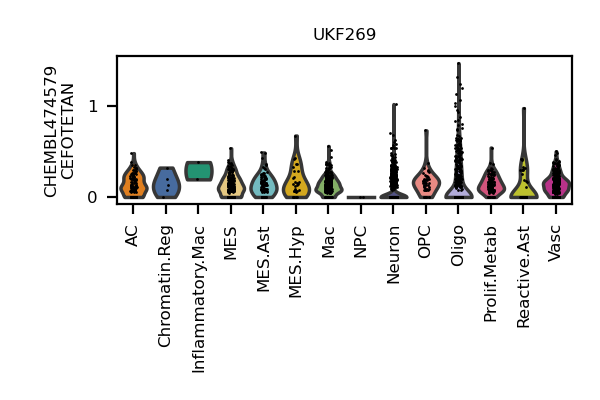 UKF269
CHEMBL474579
CEFOTETAN
1
0
AC
Chromatin.Reg
Inflammatory.Mac
MES
MES.Ast
MES.Hyp
Mac
NPC
Neuron
OPC
Oligo
Prolif.Metab
Reactive.Ast
Vasc